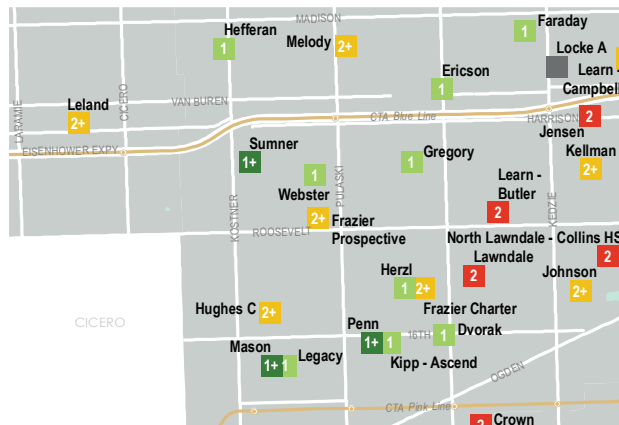 MADISON
Hefferan
1
Melody
2+
Faraday
1
Locke A
Learn -
Campbell
Ericson
1
Leland
2+
LARAMIE
CICERO
VAN BUREN
CTA Blue Line
HARRISON
2
Jensen
EISENHOWER EXPY
Sumner
1+
Gregory
1
Kellman
2+
Webster
1
PULASKI
Learn -
Butler
2
KEDZIE
KOSTNER
2+
Frazier
Prospective
ROOSEVELT
North Lawndale - Collins HS
2
Lawndale
2
Herzl
1
2+
Frazier Charter
Johnson
2+
Hughes C
2+
CICERO
Penn
1+
1
16TH
1
Dvorak
Kipp - Ascend
Mason
1+
1
Legacy
OGDEN
CTA Pink Line
2
Crown